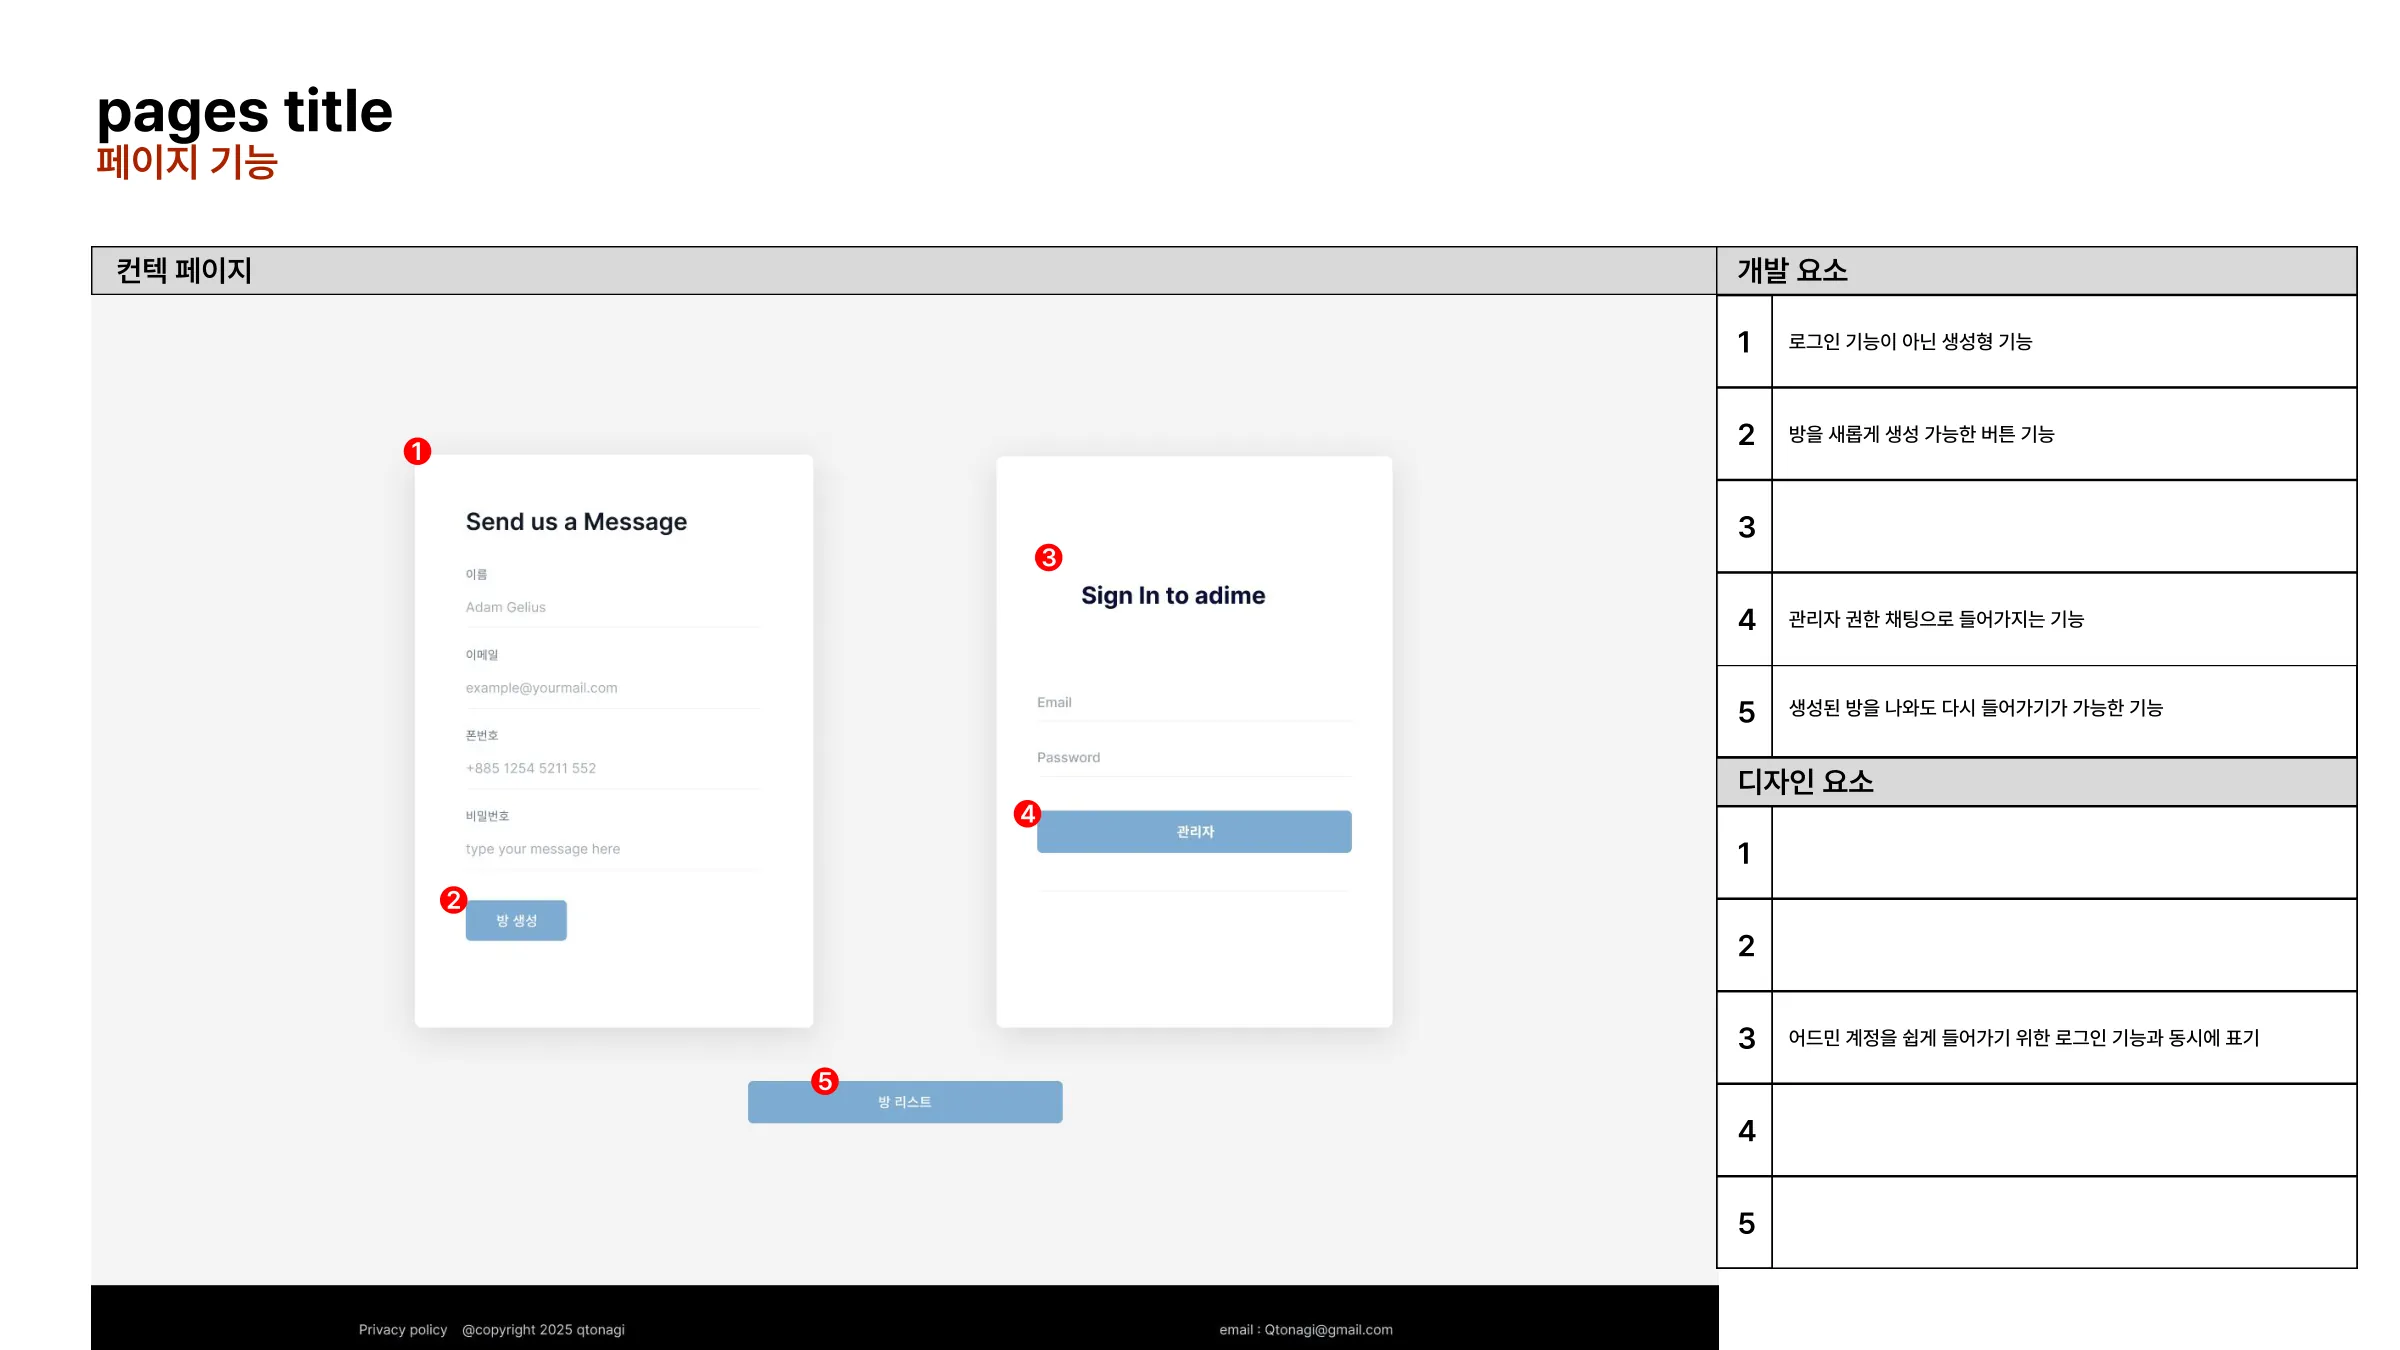 pages title
페이지 기능
컨텍 페이지
1
Send us a Message
이름
Adam Gelius
이메일
example@yourmail.com
폰번호
+885 1254 5211 552
비밀번호
type your message here
2
방 생성
3
Sign In to adime
Email
Password
4
관리자
5
방 리스트
Privacy policy @copyright 2025 qtonagi
email : Qtonagi@gmail.com
개발 요소
1 로그인 기능이 아닌 생성형 기능
2 방을 새롭게 생성 가능한 버튼 기능
3
4 관리자 권한 채팅으로 들어가지는 기능
5 생성된 방을 나와도 다시 들어가기가 가능한 기능
디자인 요소
1
2
3 어드민 계정을 쉽게 들어가기 위한 로그인 기능과 동시에 표기
4
5